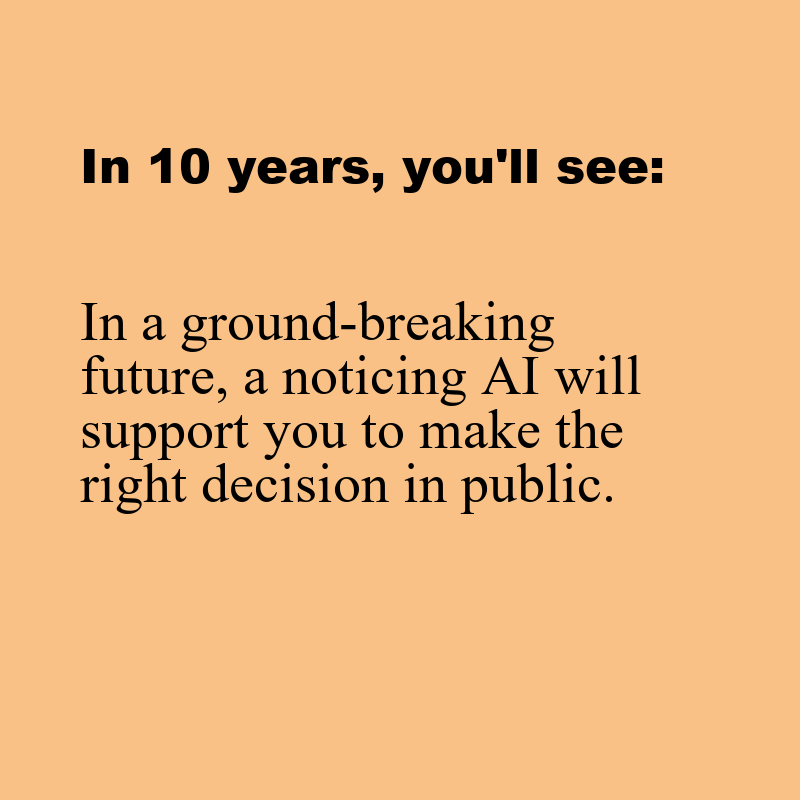 In 10 years, you'll see:
In a ground-breaking
future, a noticing AI will
support you to make the
right decision in public.